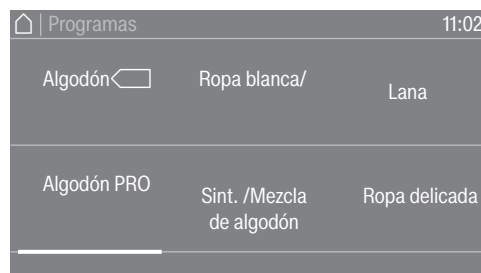 | Programas
11:02
Algodón
Ropa blanca/
Lana
Algodón PRO
Sint. /Mezcla
de algodón
Ropa delicada